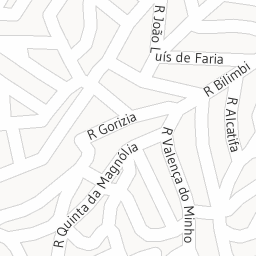 R João Luís de Faria
R Bilimbi
R Alcatifa
R Gorizia
R Quinta da Magnólia
R Valença do Minho